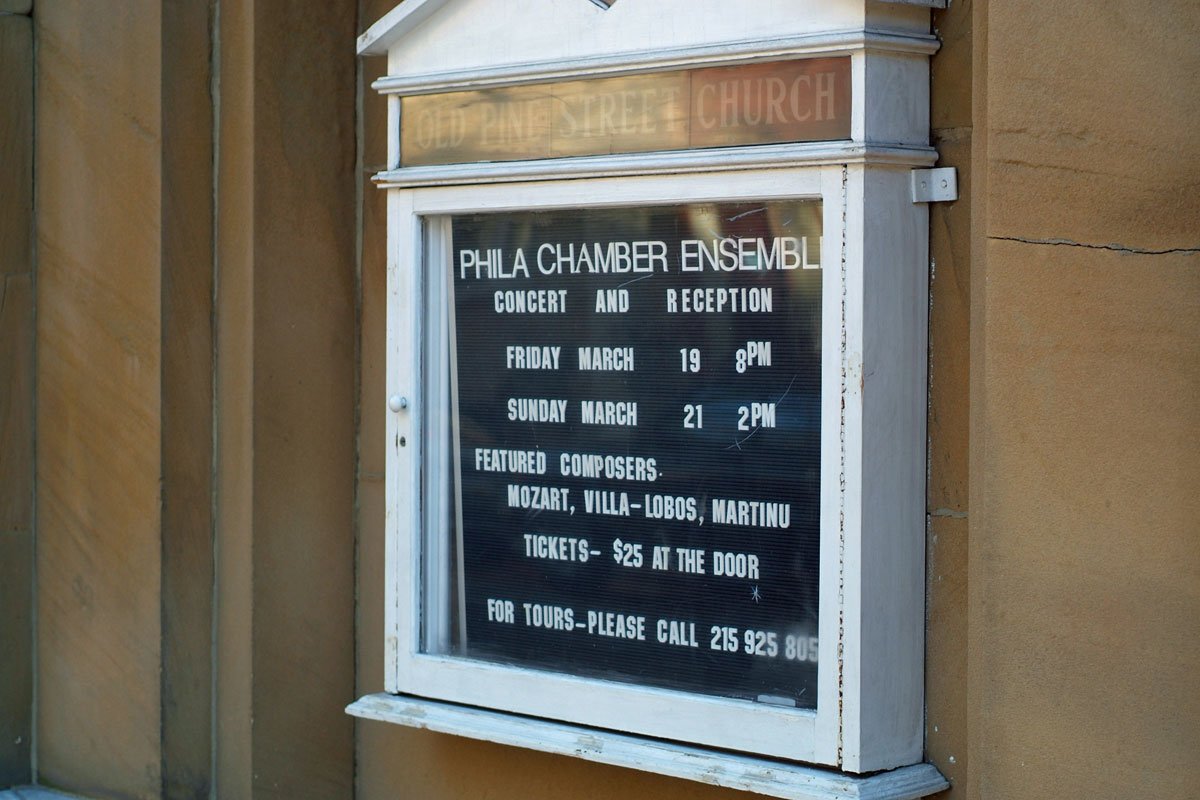 OLD PINE STREET CHURCH
PHILA CHAMBER ENSEMBL
CONCERT AND RECEPTION
FRIDAY MARCH 19 8PM
SUNDAY MARCH 21 2PM
FEATURED COMPOSERS.
MOZART, VILLA-LOBOS, MARTINU
TICKETS- $25 AT THE DOOR
FOR TOURS-PLEASE CALL 215 925 805